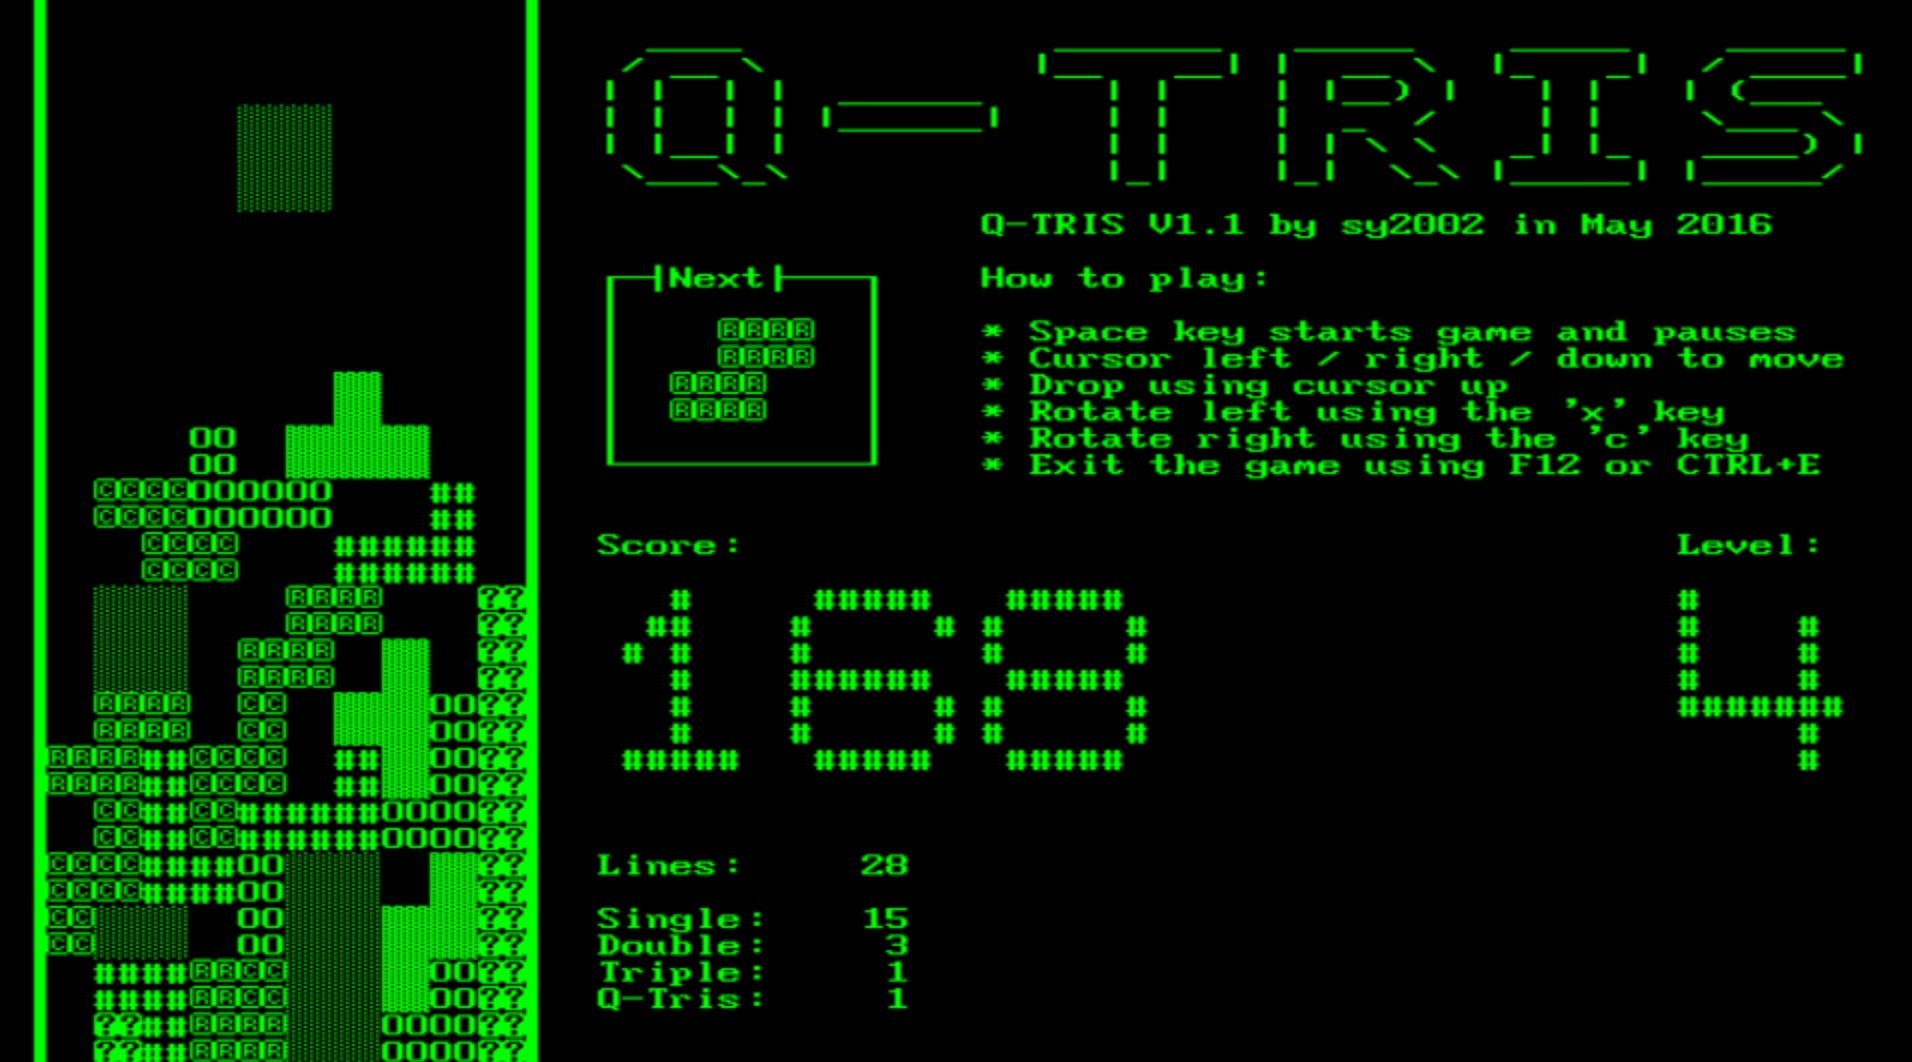 Q-TRIS
Q-TRIS V1.1 by sy2002 in May 2016
Next
How to play:
* Space key starts game and pauses
* Cursor left / right / down to move
* Drop using cursor up
* Rotate left using the 'x' key
* Rotate right using the 'c' key
* Exit the game using F12 or CTRL+E
Score:
168
Level:
4
Lines: 28
Single: 15
Double: 3
Triple: 1
Q-Tris: 1